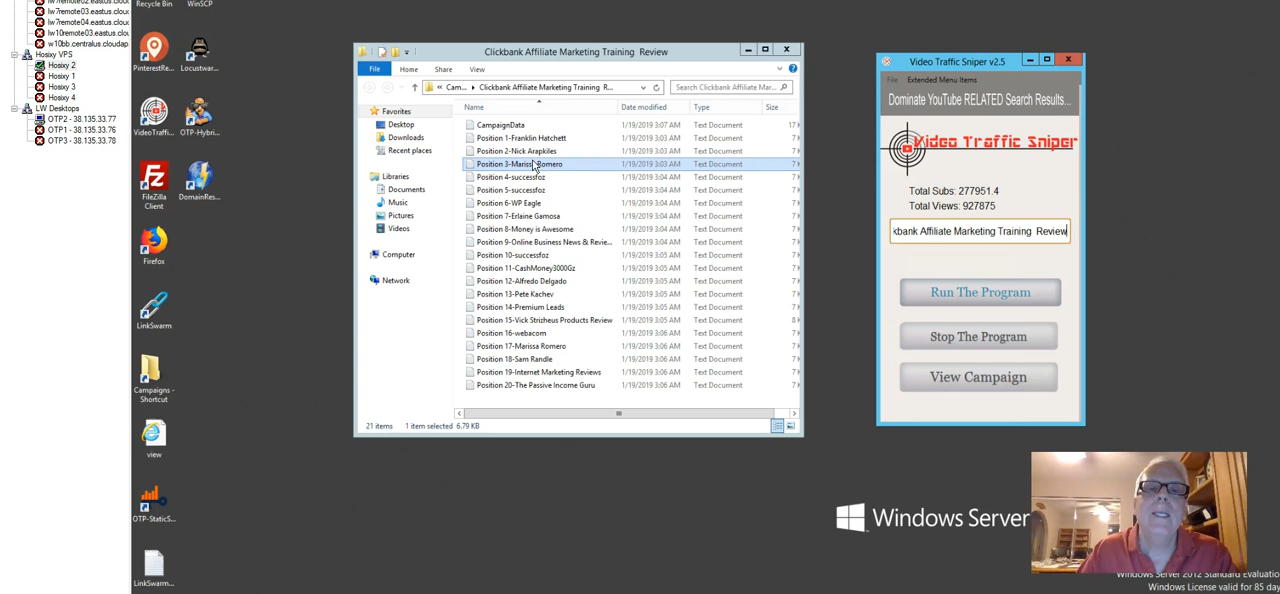 lw7remote02.eastus.cloud
lw7remote03.eastus.cloud
lw7remote04.eastus.cloud
lw10remote03.eastus.clou
w10bb.centralus.cloudap
Hosixy VPS
Hosixy 2
Hosixy 1
Hosixy 3
Hosixy 4
LW Desktops
OTP2 - 38.135.33.77
OTP1 - 38.135.33.76
OTP3 - 38.135.33.78
Recycle Bin
WinSCP
PinterestRe...
Locustwar...
VideoTraffi...
OTP-Hybri...
FileZilla
Client
DomainRes...
Firefox
LinkSwarm
Campaigns -
Shortcut
view
OTP-StaticS...
LinkSwarm...
Clickbank Affiliate Marketing Training  Review
File
Home
Share
View
« Cam... ▸ Clickbank Affiliate Marketing Training  R...
Search Clickbank Affiliate Mar...
Favorites
Desktop
Downloads
Recent places
Libraries
Documents
Music
Pictures
Videos
Computer
Network
Name Date modified Type Size
CampaignData 1/19/2019 3:07 AM Text Document 17 K
Position 1-Franklin Hatchett 1/19/2019 3:03 AM Text Document 7 K
Position 2-Nick Arapkiles 1/19/2019 3:03 AM Text Document 7 K
Position 3-Marissa Romero 1/19/2019 3:03 AM Text Document 7 K
Position 4-successfoz 1/19/2019 3:04 AM Text Document 7 K
Position 5-successfoz 1/19/2019 3:04 AM Text Document 7 K
Position 6-WP Eagle 1/19/2019 3:04 AM Text Document 7 K
Position 7-Erlaine Gamosa 1/19/2019 3:04 AM Text Document 7 K
Position 8-Money is Awesome 1/19/2019 3:04 AM Text Document 7 K
Position 9-Online Business News & Revie... 1/19/2019 3:04 AM Text Document 7 K
Position 10-successfoz 1/19/2019 3:04 AM Text Document 7 K
Position 11-CashMoney3000Gz 1/19/2019 3:05 AM Text Document 7 K
Position 12-Alfredo Delgado 1/19/2019 3:05 AM Text Document 7 K
Position 13-Pete Kachev 1/19/2019 3:05 AM Text Document 7 K
Position 14-Premium Leads 1/19/2019 3:05 AM Text Document 7 K
Position 15-Vick Strizheus Products Review 1/19/2019 3:05 AM Text Document 8 K
Position 16-webacom 1/19/2019 3:06 AM Text Document 7 K
Position 17-Marissa Romero 1/19/2019 3:06 AM Text Document 7 K
Position 18-Sam Randle 1/19/2019 3:06 AM Text Document 7 K
Position 19-Internet Marketing Reviews 1/19/2019 3:06 AM Text Document 7 K
Position 20-The Passive Income Guru 1/19/2019 3:06 AM Text Document 7 K
21 items 1 item selected 6.79 KB
Video Traffic Sniper v2.5
File Extended Menu Items
Dominate YouTube RELATED Search Results...
Video Traffic Sniper
Total Subs: 277951.4
Total Views: 927875
kbank Affiliate Marketing Training  Review
Run The Program
Stop The Program
View Campaign
Windows Server
Windows Server 2012 Standard Evaluatio
Windows License valid for 85 day